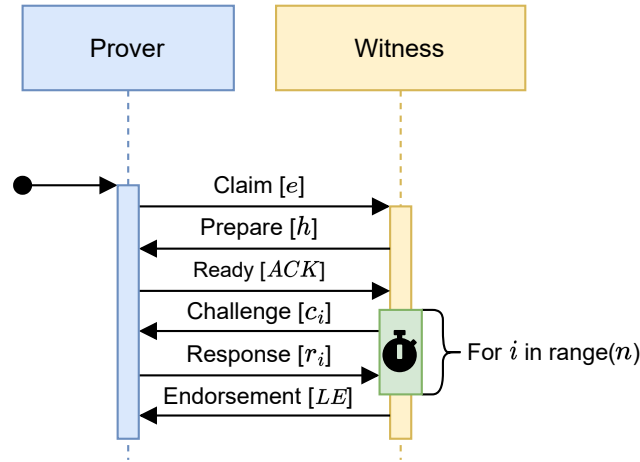 Prover
Witness
Claim [e]
Prepare [h]
Ready [ACK]
Challenge [c_i]
Response [r_i]
For i in range(n)
Endorsement [LE]